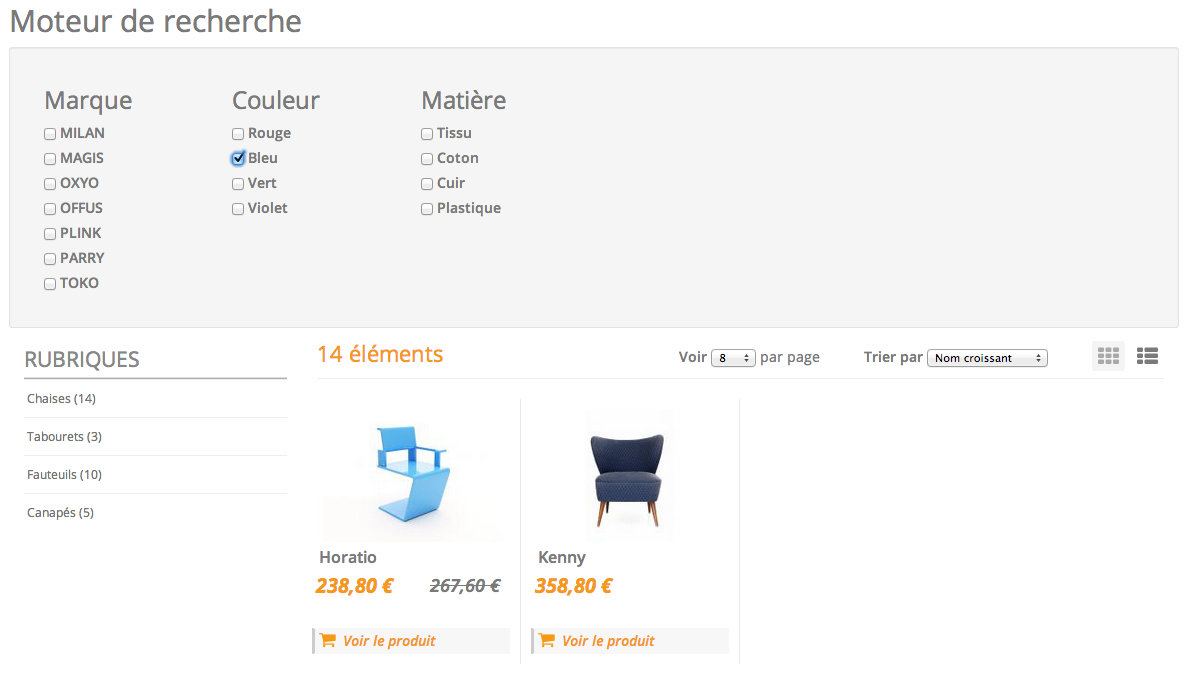 Moteur de recherche
Marque
MILAN
MAGIS
OXYO
OFFUS
PLINK
PARRY
TOKO
Couleur
Rouge
Bleu
Vert
Violet
Matière
Tissu
Coton
Cuir
Plastique
RUBRIQUES
Chaises (14)
Tabourets (3)
Fauteuils (10)
Canapés (5)
14 éléments
Voir 8 par page
Trier par Nom croissant
Horatio
238,80 € 267,60 €
Voir le produit
Kenny
358,80 €
Voir le produit